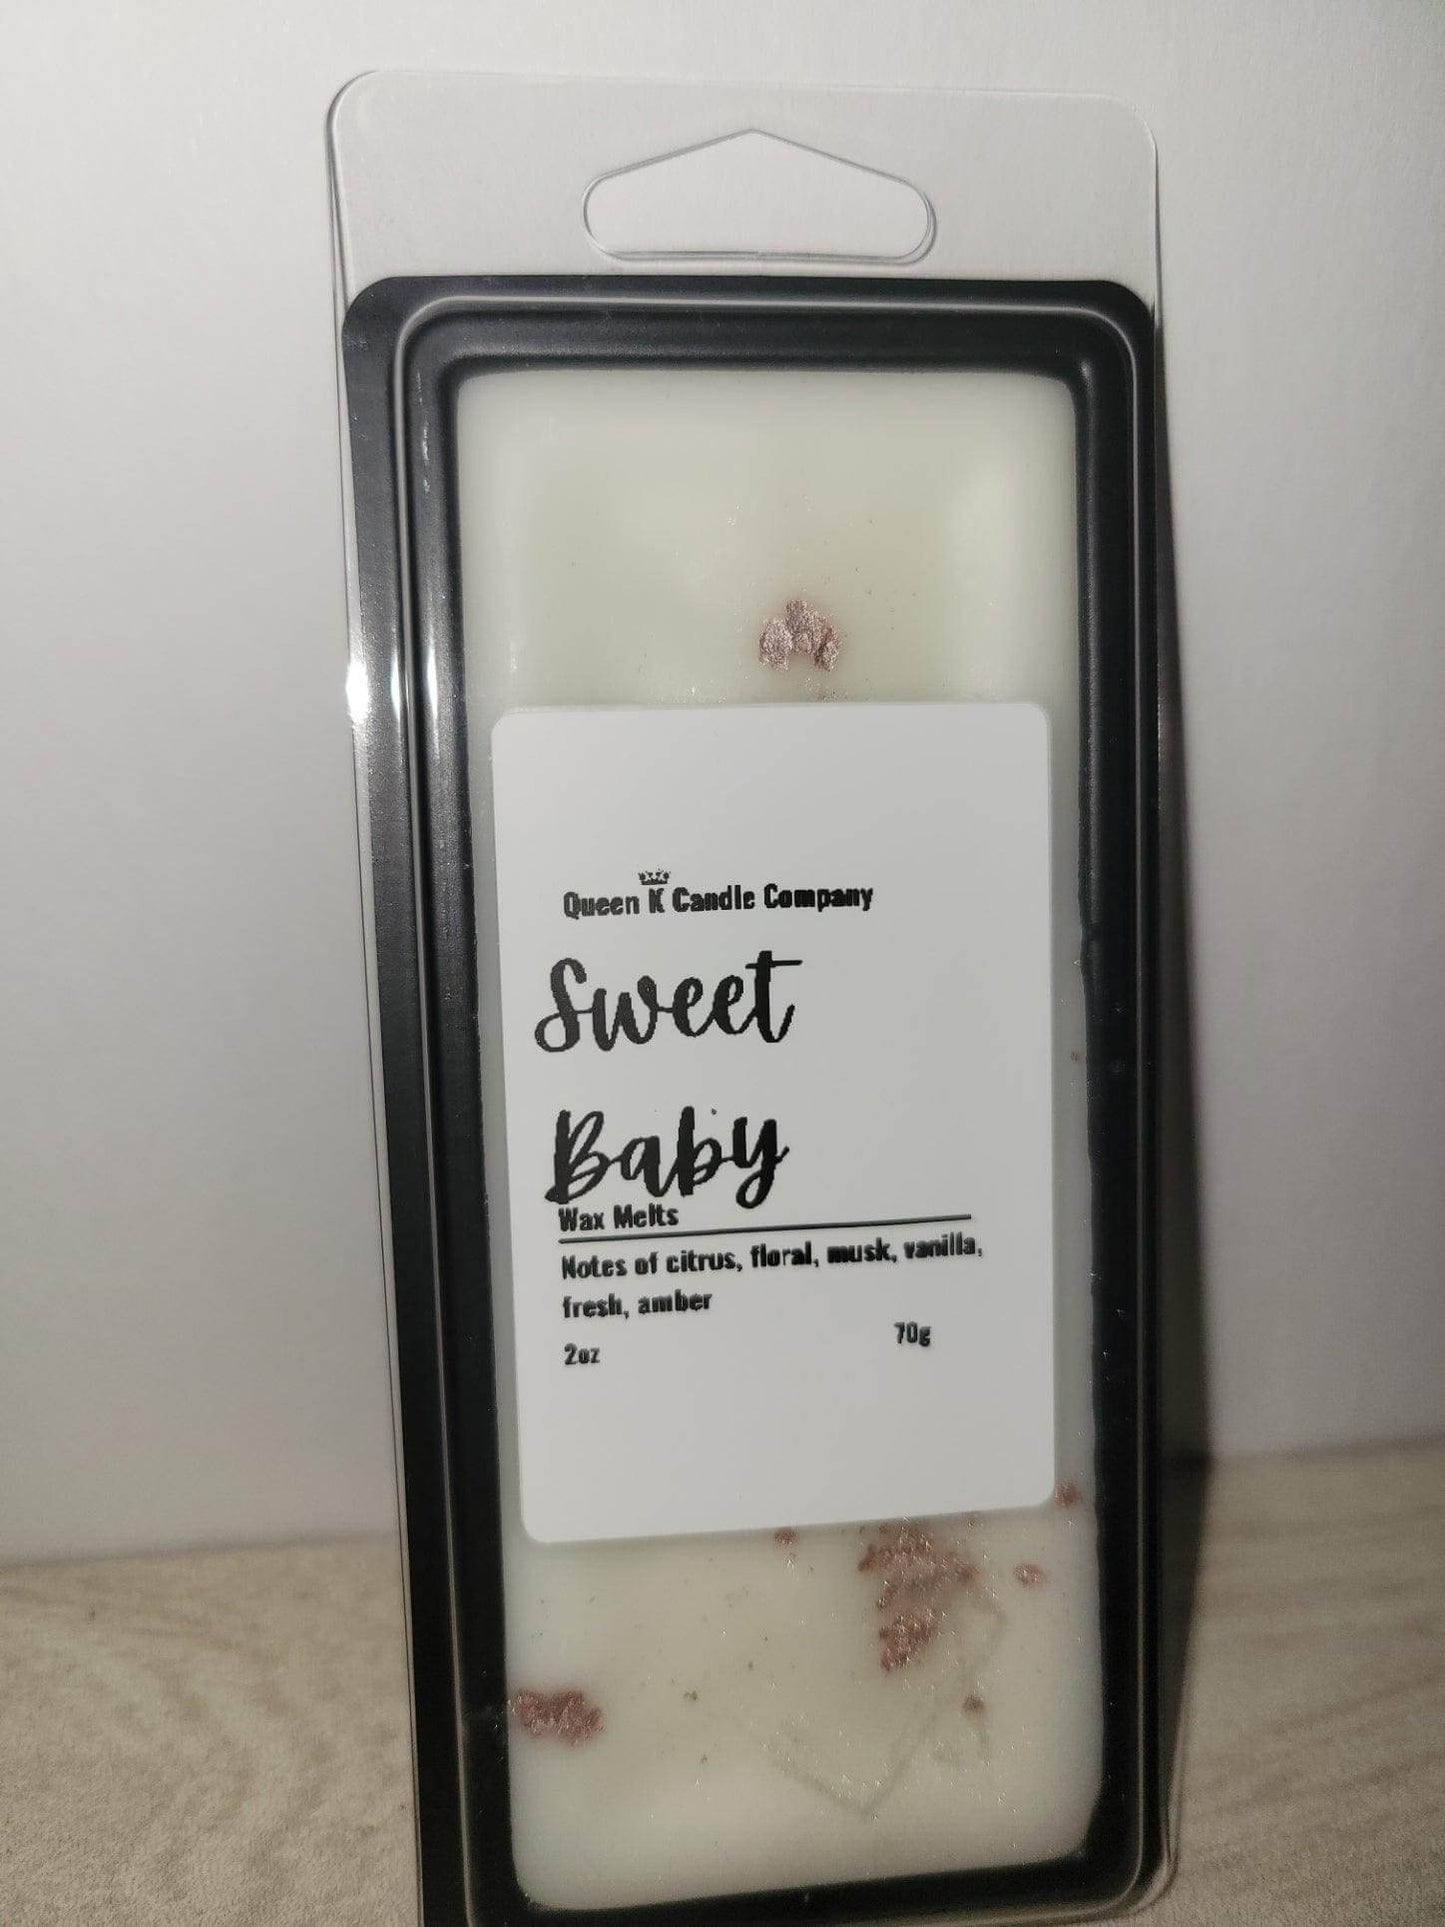 Queen K Candle Company
Sweet
Baby
Wax Melts
Notes of citrus, floral, musk, vanilla,
fresh, amber
2oz 70g